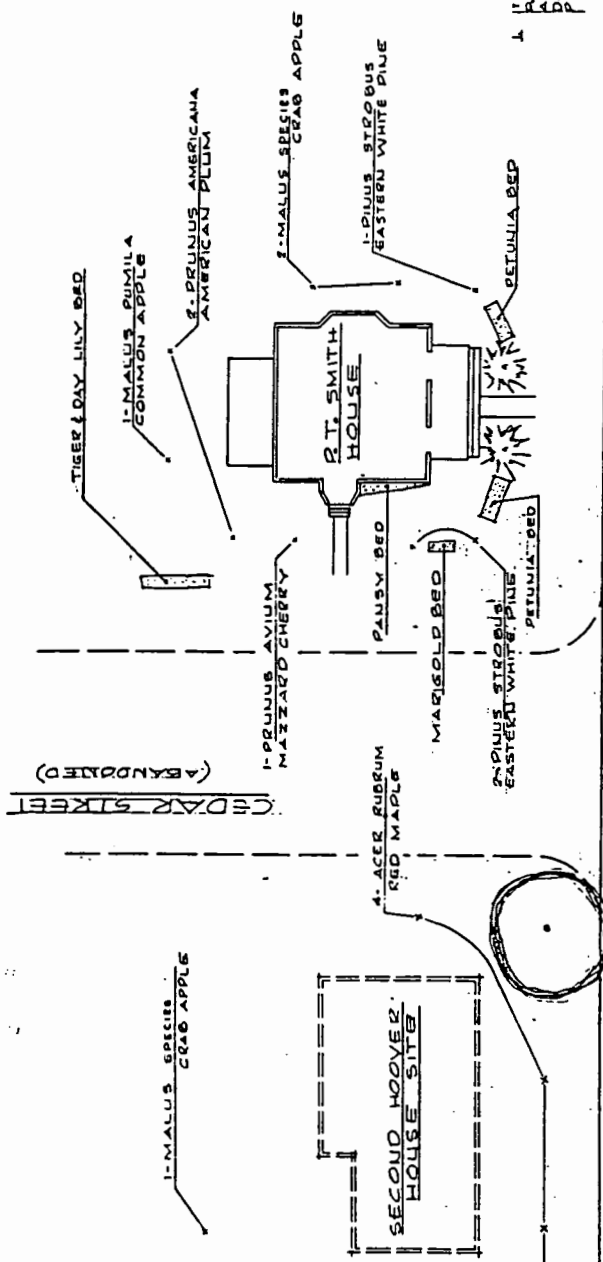 1-MALUS SPECIES
CRAB APPLE
SECOND HOOVER
HOUSE SITE
4- ACER RUBRUM
RED MAPLE
CEDAR STREET
(ABANDONED)
TIGER & DAY LILY BED
1-MALUS PUMILA
COMMON APPLE
2-PRUNUS AMERICANA
AMERICAN PLUM
1-PRUNUS AVIUM
MAZZARD CHERRY
P.T. SMITH
HOUSE
PANSY BED
MARIGOLD BED
2-PINUS STROBUS
EASTERN WHITE PINE
PETUNIA BED
2-MALUS SPECIES
CRAB APPLE
1-PINUS STROBUS
EASTERN WHITE PINE
PETUNIA BED